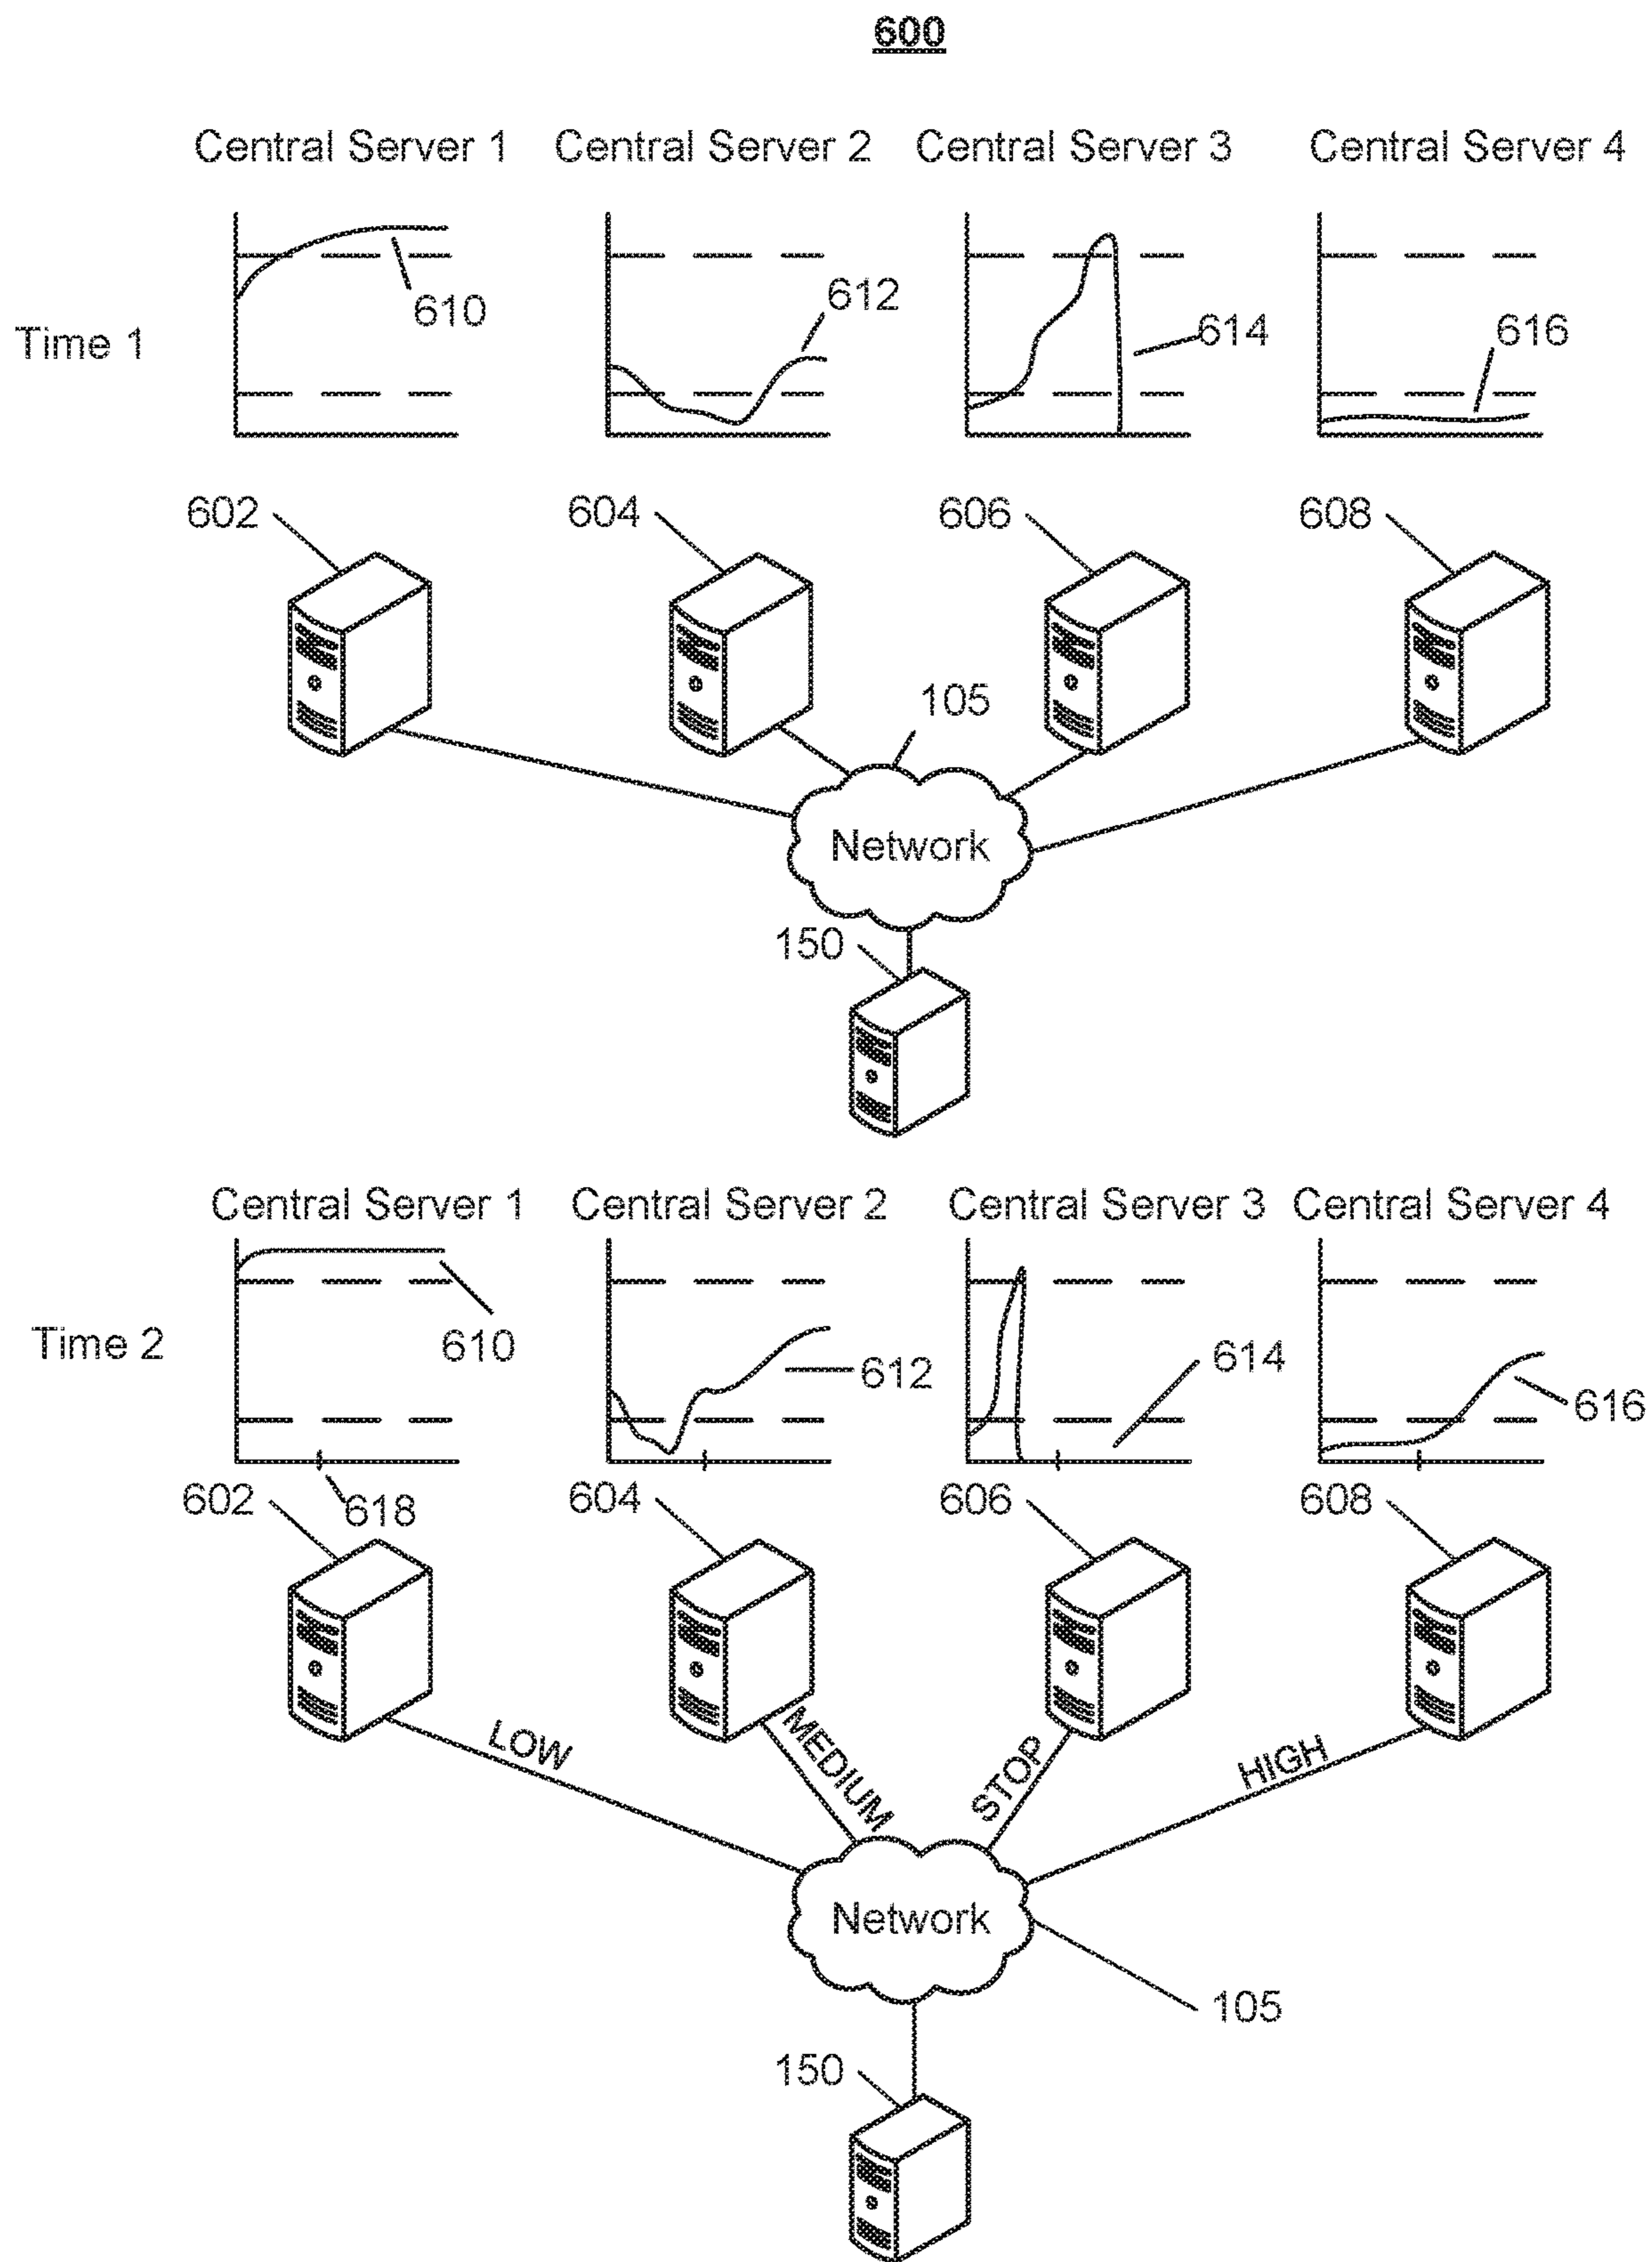 600
Central Server 1 Central Server 2 Central Server 3 Central Server 4
Time 1
610
612
614
616
602 604 606 608
105
Network
150
Central Server 1 Central Server 2 Central Server 3 Central Server 4
Time 2
610
612
614
616
618
602 604 606 608
LOW
MEDIUM
STOP
HIGH
Network
105
150